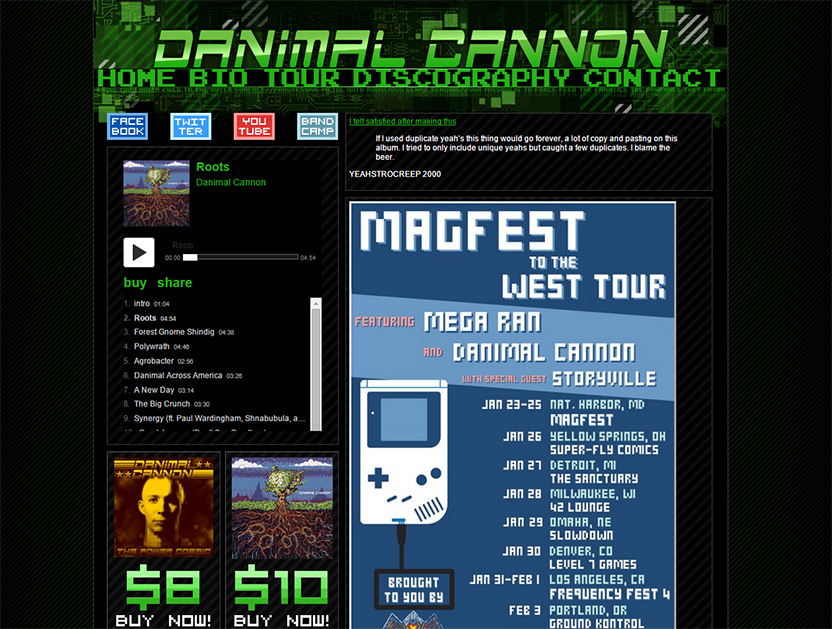 DANIMAL CANNON
HOME BIO TOUR DISCOGRAPHY CONTACT
FACE BOOK
TWIT TER
YOU TUBE
BAND CAMP
Roots
Danimal Cannon
Roots
00:00 04:54
buy share
1. intro 01:04
2. Roots 04:54
3. Forest Gnome Shindig 04:38
4. Polywrath 04:46
5. Agrobacter 02:56
6. Danimal Across America 03:26
7. A New Day 03:14
8. The Big Crunch 03:30
9. Synergy (ft. Paul Wardingham, Shnabubula, a...
DANIMAL
CANNON
THE POWER COSMIC
$8
BUY NOW!
DANIMAL CANNON
$10
BUY NOW!
I felt satisfied after making this
If I used duplicate yeah's this thing would go forever, a lot of copy and pasting on this
album. I tried to only include unique yeahs but caught a few duplicates. I blame the
beer.
YEAHSTROCREEP 2000
MAGFEST
TO THE
WEST TOUR
FEATURING MEGA RAN
AND DANIMAL CANNON
WITH SPECIAL GUEST STORYVILLE
JAN 23-25 NAT. HARBOR, MD
MAGFEST
JAN 26 YELLOW SPRINGS, OH
SUPER-FLY COMICS
JAN 27 DETROIT, MI
THE SANCTUARY
JAN 28 MILWAUKEE, WI
42 LOUNGE
JAN 29 OMAHA, NE
SLOWDOWN
JAN 30 DENVER, CO
LEVEL 7 GAMES
JAN 31-FEB 1 LOS ANGELES, CA
FREQUENCY FEST 4
FEB 3 PORTLAND, OR
GROUND KONTROL
BROUGHT
TO YOU BY